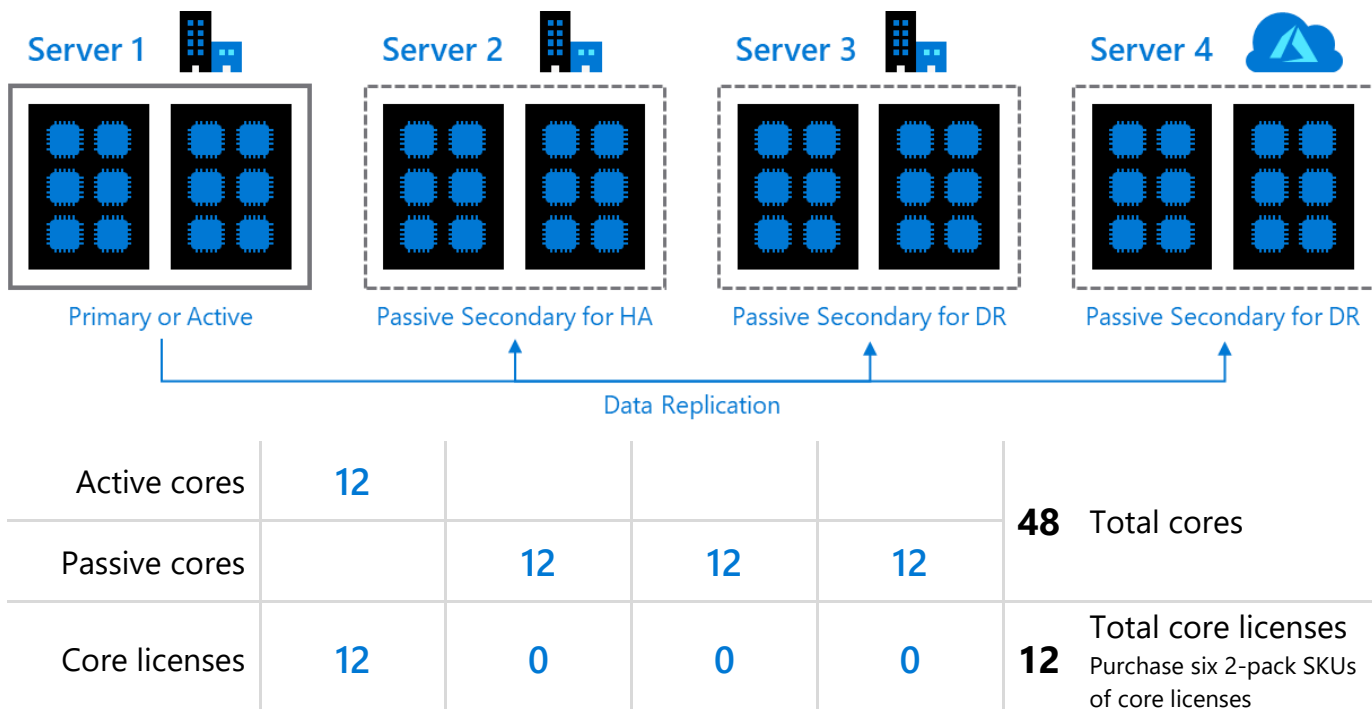 Server 1
Server 2
Server 3
Server 4
Primary or Active
Passive Secondary for HA
Passive Secondary for DR
Passive Secondary for DR
Data Replication
Active cores 12
48 Total cores
Passive cores 12 12 12
Core licenses 12 0 0 0 12 Total core licenses
Purchase six 2-pack SKUs
of core licenses